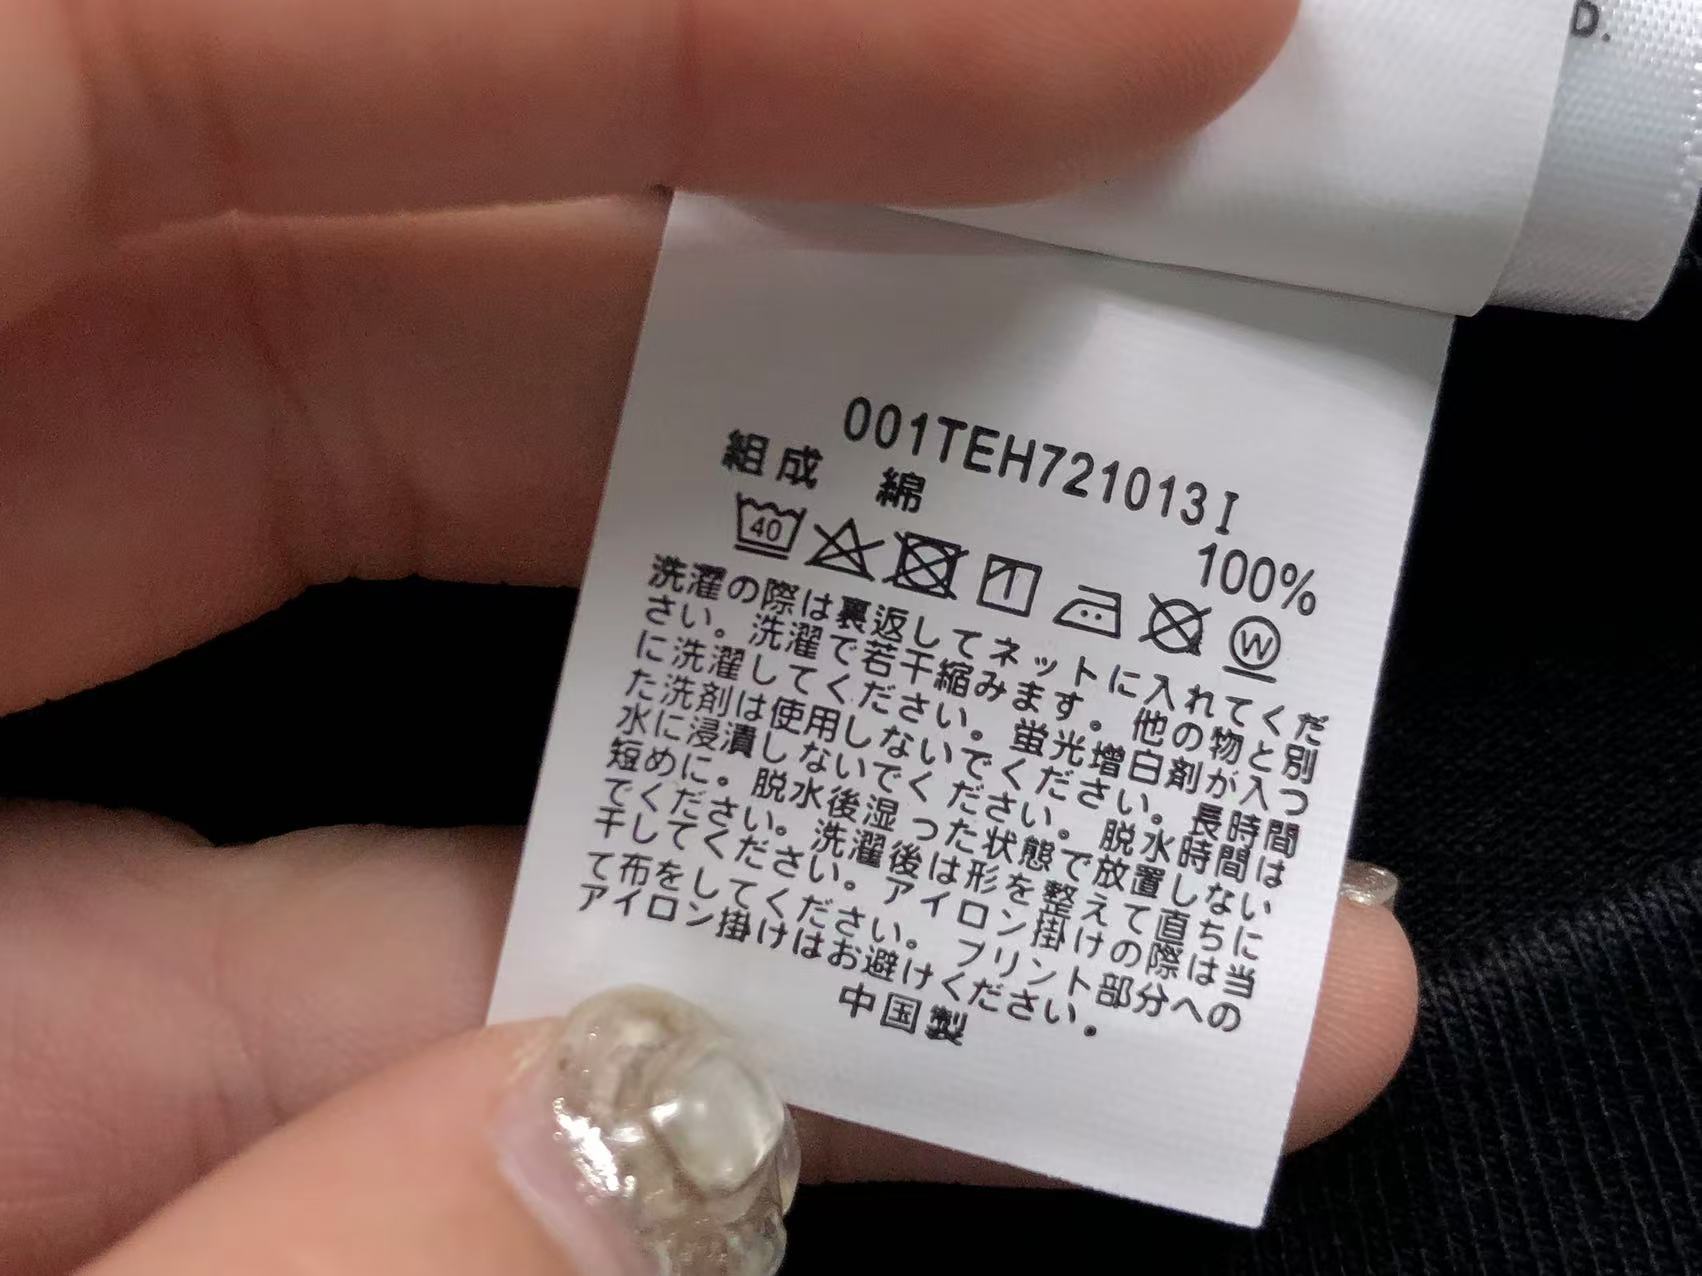 D.
001TEH721013I
組成 綿 100%
40
W
洗濯の際は裏返してネットに入れてくだ
さい。洗濯で若干縮みます。他の物と別
に洗濯してください。蛍光増白剤が入っ
た洗剤は使用しないでください。長時間
水に浸漬しないでください。脱水時間は
短めに。脱水後湿った状態で放置しない
でください。洗濯後は形を整えて直ちに
干してください。アイロン掛けの際は当
て布をしてください。プリント部分への
アイロン掛けはお避けください。
中国製